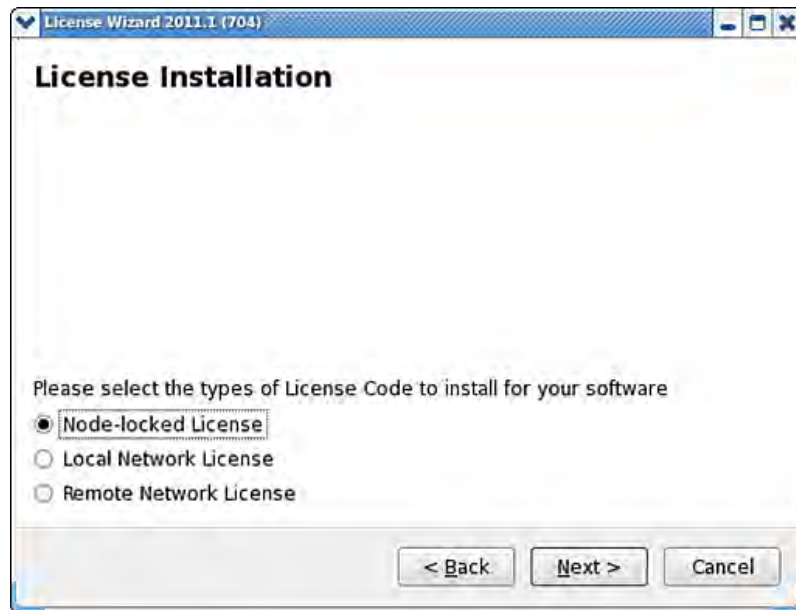 License Wizard 2011.1 (704)
License Installation
Please select the types of License Code to install for your software
Node-locked License
Local Network License
Remote Network License
< Back
Next >
Cancel